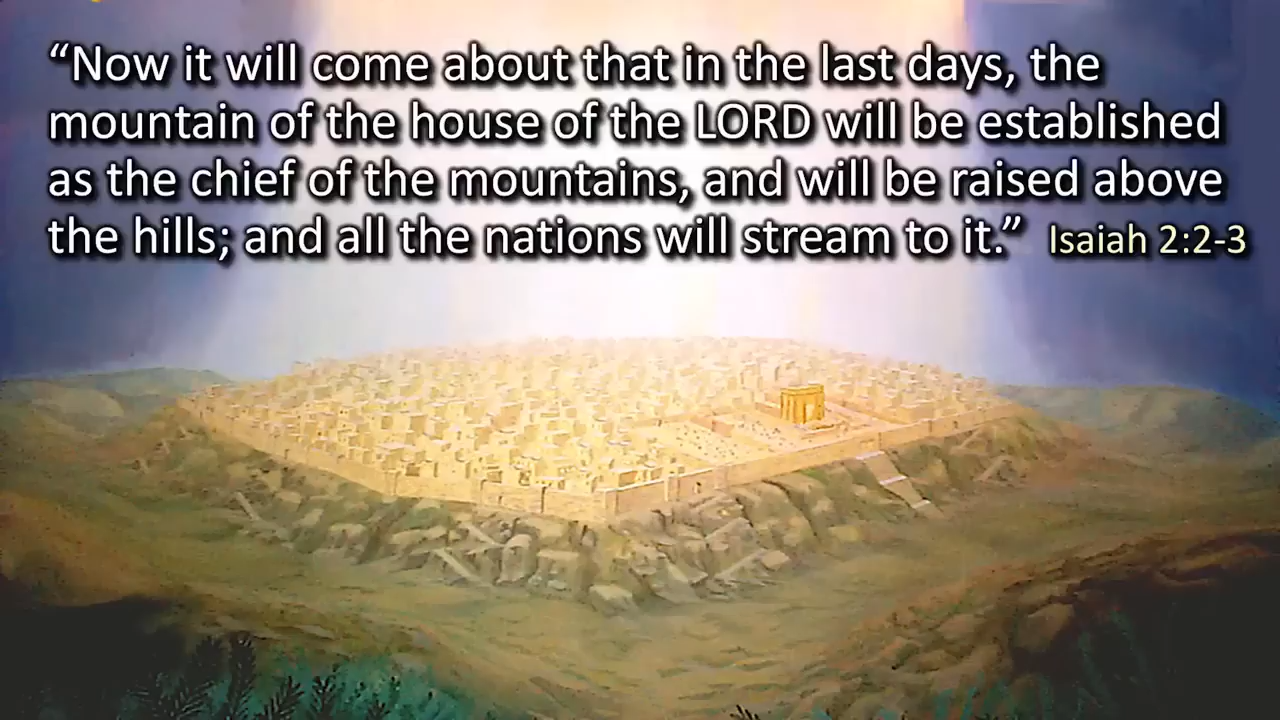 “Now it will come about that in the last days, the
mountain of the house of the LORD will be established
as the chief of the mountains, and will be raised above
the hills; and all the nations will stream to it.” Isaiah 2:2-3